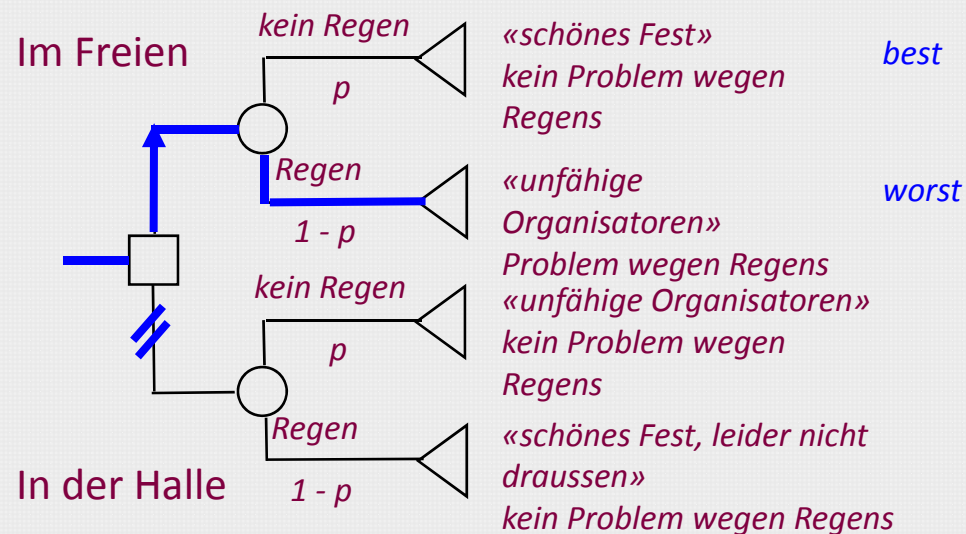 Im Freien
kein Regen
p
«schönes Fest»
kein Problem wegen
Regens
best
Regen
1 - p
«unfähige
Organisatoren»
Problem wegen Regens
worst
kein Regen
p
«unfähige Organisatoren»
kein Problem wegen
Regens
In der Halle
Regen
1 - p
«schönes Fest, leider nicht
draussen»
kein Problem wegen Regens